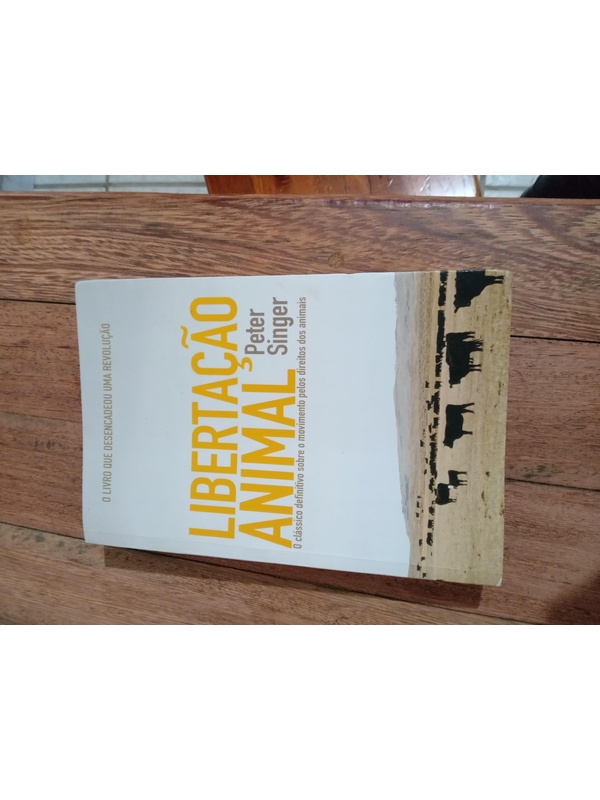 O LIVRO QUE DESENCADEOU UMA REVOLUÇÃO
LIBERTAÇÃO
ANIMAL
Peter
Singer
O clássico definitivo sobre o movimento pelos direitos dos animais